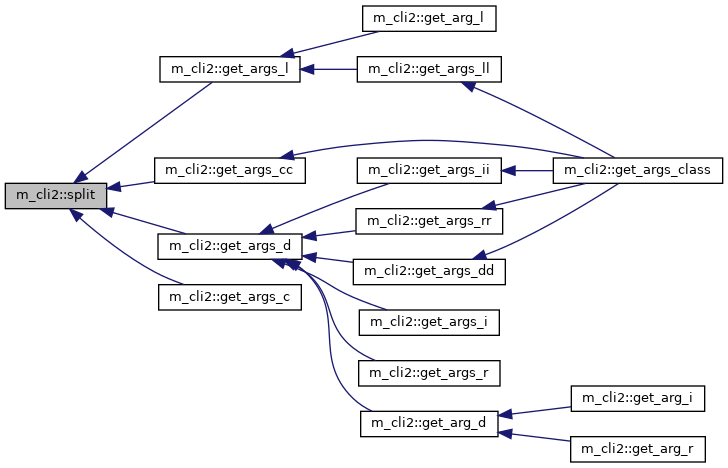 m_cli2::get_arg_l
m_cli2::get_args_l
m_cli2::get_args_ll
m_cli2::get_args_cc
m_cli2::get_args_ii
m_cli2::get_args_class
m_cli2::split
m_cli2::get_args_rr
m_cli2::get_args_d
m_cli2::get_args_dd
m_cli2::get_args_c
m_cli2::get_args_i
m_cli2::get_args_r
m_cli2::get_arg_i
m_cli2::get_arg_d
m_cli2::get_arg_r